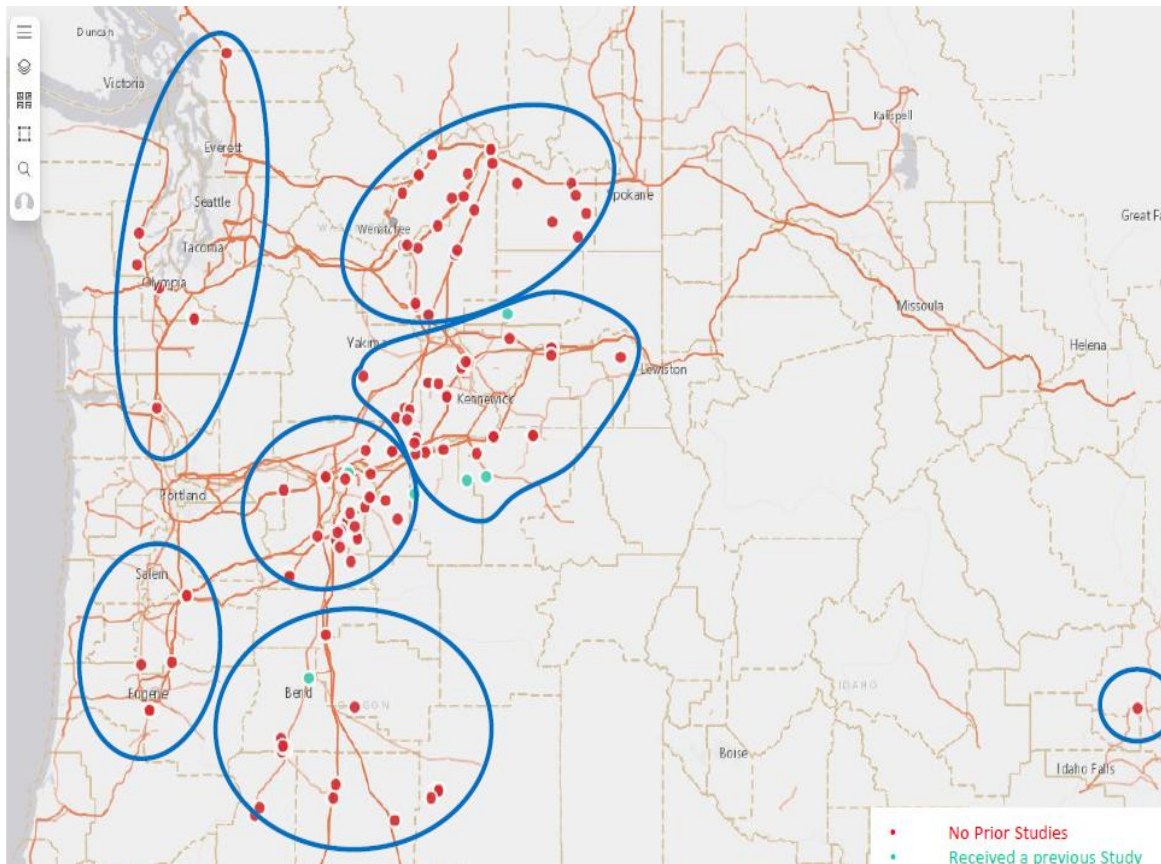 Duncan
Victoria
Everett
Seattle
Tacoma
Olympia
Wenatchee
Spokane
Kalispell
Great Fa
Missoula
Helena
Yakima
Lewiston
Kennewick
Portland
Salem
Eugene
Bend
OREGON
IDAHO
Boise
Idaho Falls
No Prior Studies
Received a previous Study